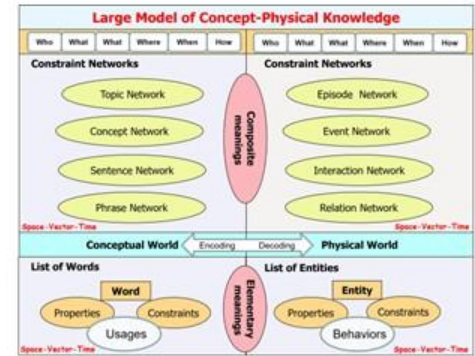 Large Model of Concept-Physical Knowledge
Who What What Where When How Who What What Where When How
Constraint Networks
Topic Network
Concept Network
Sentence Network
Phrase Network
Space-Vector-Time
Composite meanings
Constraint Networks
Episode Network
Event Network
Interaction Network
Relation Network
Space-Vector-Time
Conceptual World Encoding Decoding Physical World
List of Words
Word
Properties Constraints
Usages
Space-Vector-Time
Elementary meanings
List of Entities
Entity
Properties Constraints
Behaviors
Space-Vector-Time